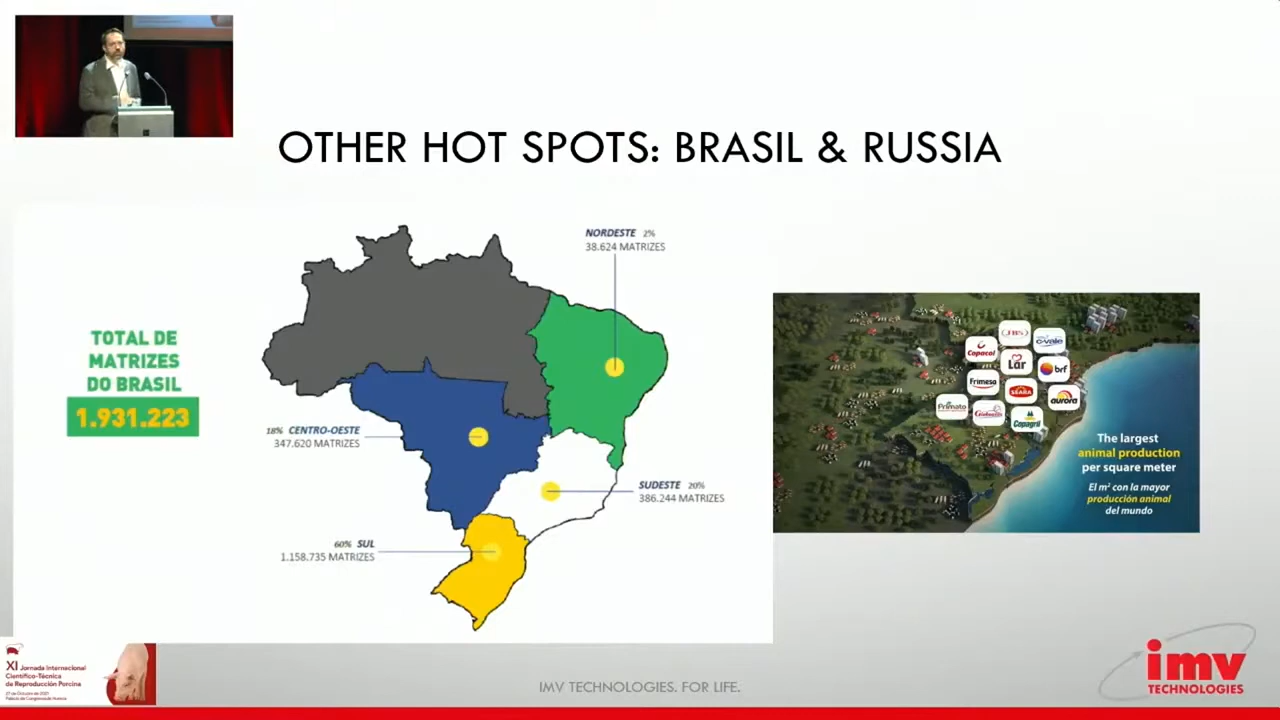 OTHER HOT SPOTS: BRASIL & RUSSIA
NORDESTE 2%
38.624 MATRIZES
TOTAL DE
MATRIZES
DO BRASIL
1.931.223
18% CENTRO-OESTE
347.620 MATRIZES
SUDESTE 20%
386.244 MATRIZES
60% SUL
1.158.735 MATRIZES
JBS
c-vale
Copacol
Lar
brf
Frimesa
SEARA
aurora
Primato
Copagril
The largest
animal production
per square meter
El m² con la mayor
producción animal
del mundo
XI Jornada Internacional
Científico-Técnica
de Reproducción Porcina
IMV TECHNOLOGIES. FOR LIFE.
imv
TECHNOLOGIES